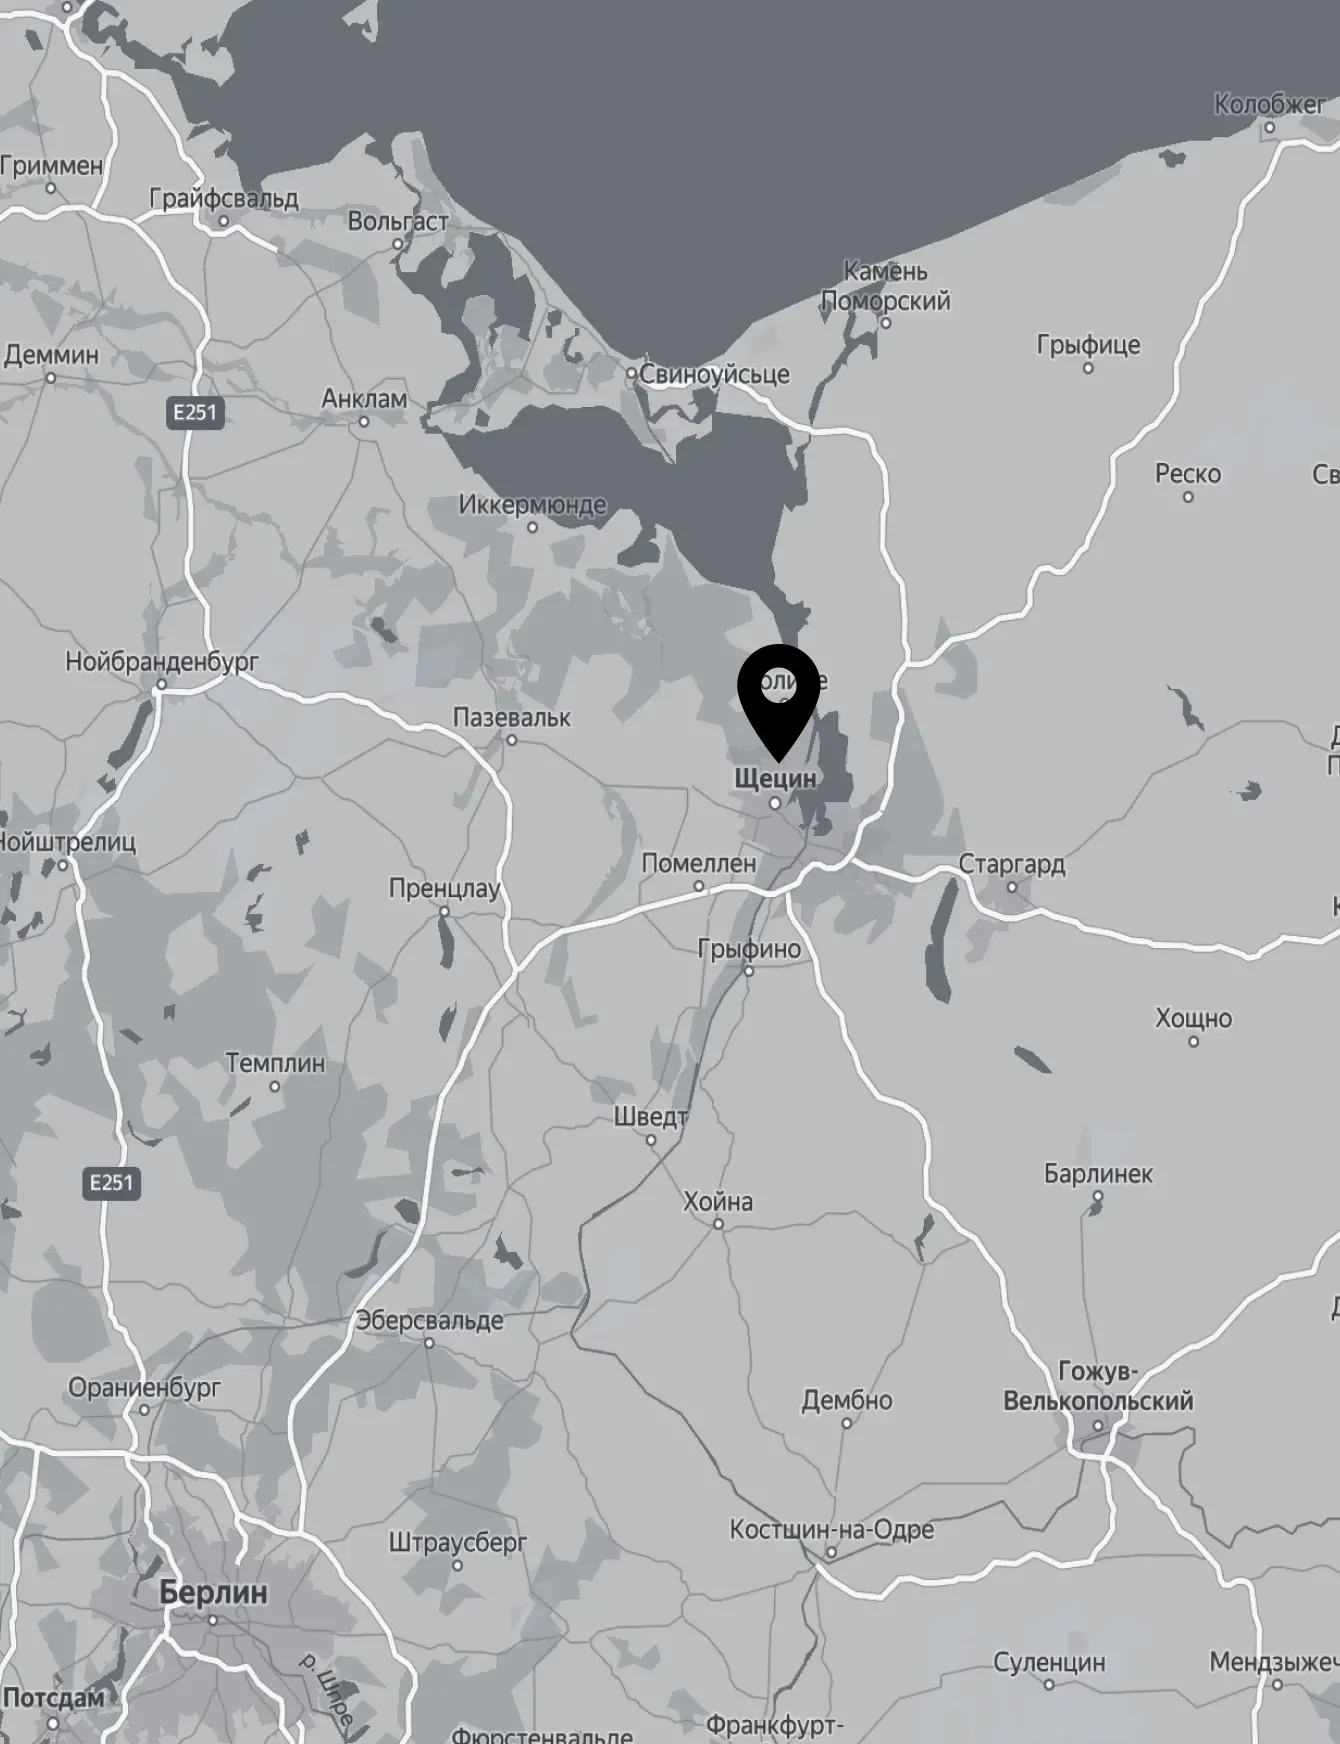 Колобжег
Гриммен
Грайфсвальд
Вольгаст
Камень
Поморский
Грыфице
Деммин
Свиноуйсьце
Анклам
E251
Реско
Св
Иккермюнде
Нойбранденбург
Пазевальк
Щецин
Нойштрелиц
Помеллен
Старгард
Пренцлау
Грыфино
Хощно
Темплин
Шведт
Барлинек
E251
Хойна
Эберсвальде
Гожув-
Велькопольский
Ораниенбург
Дембно
Костшин-на-Одре
Штраусберг
Берлин
р. Шпре
Суленцин
Мендзыжеч
Потсдам
Франкфурт-
Фюрстенвальде